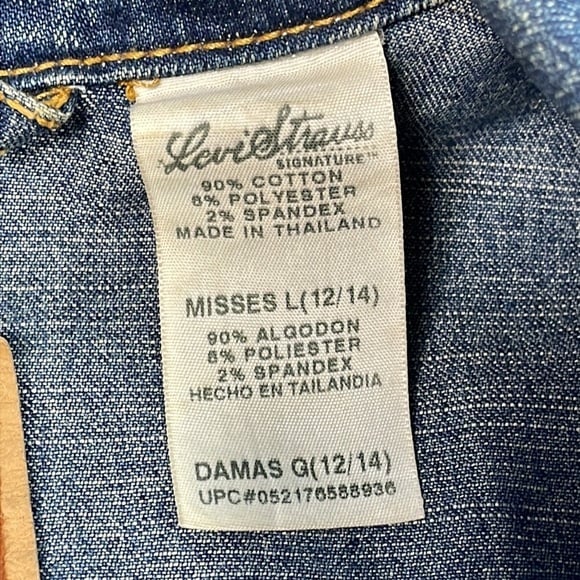 Levi Strauss
SIGNATURE™
90% COTTON
8% POLYESTER
2% SPANDEX
MADE IN THAILAND
MISSES L(12/14)
90% ALGODON
8% POLIESTER
2% SPANDEX
HECHO EN TAILANDIA
DAMAS G(12/14)
UPC#052176588936